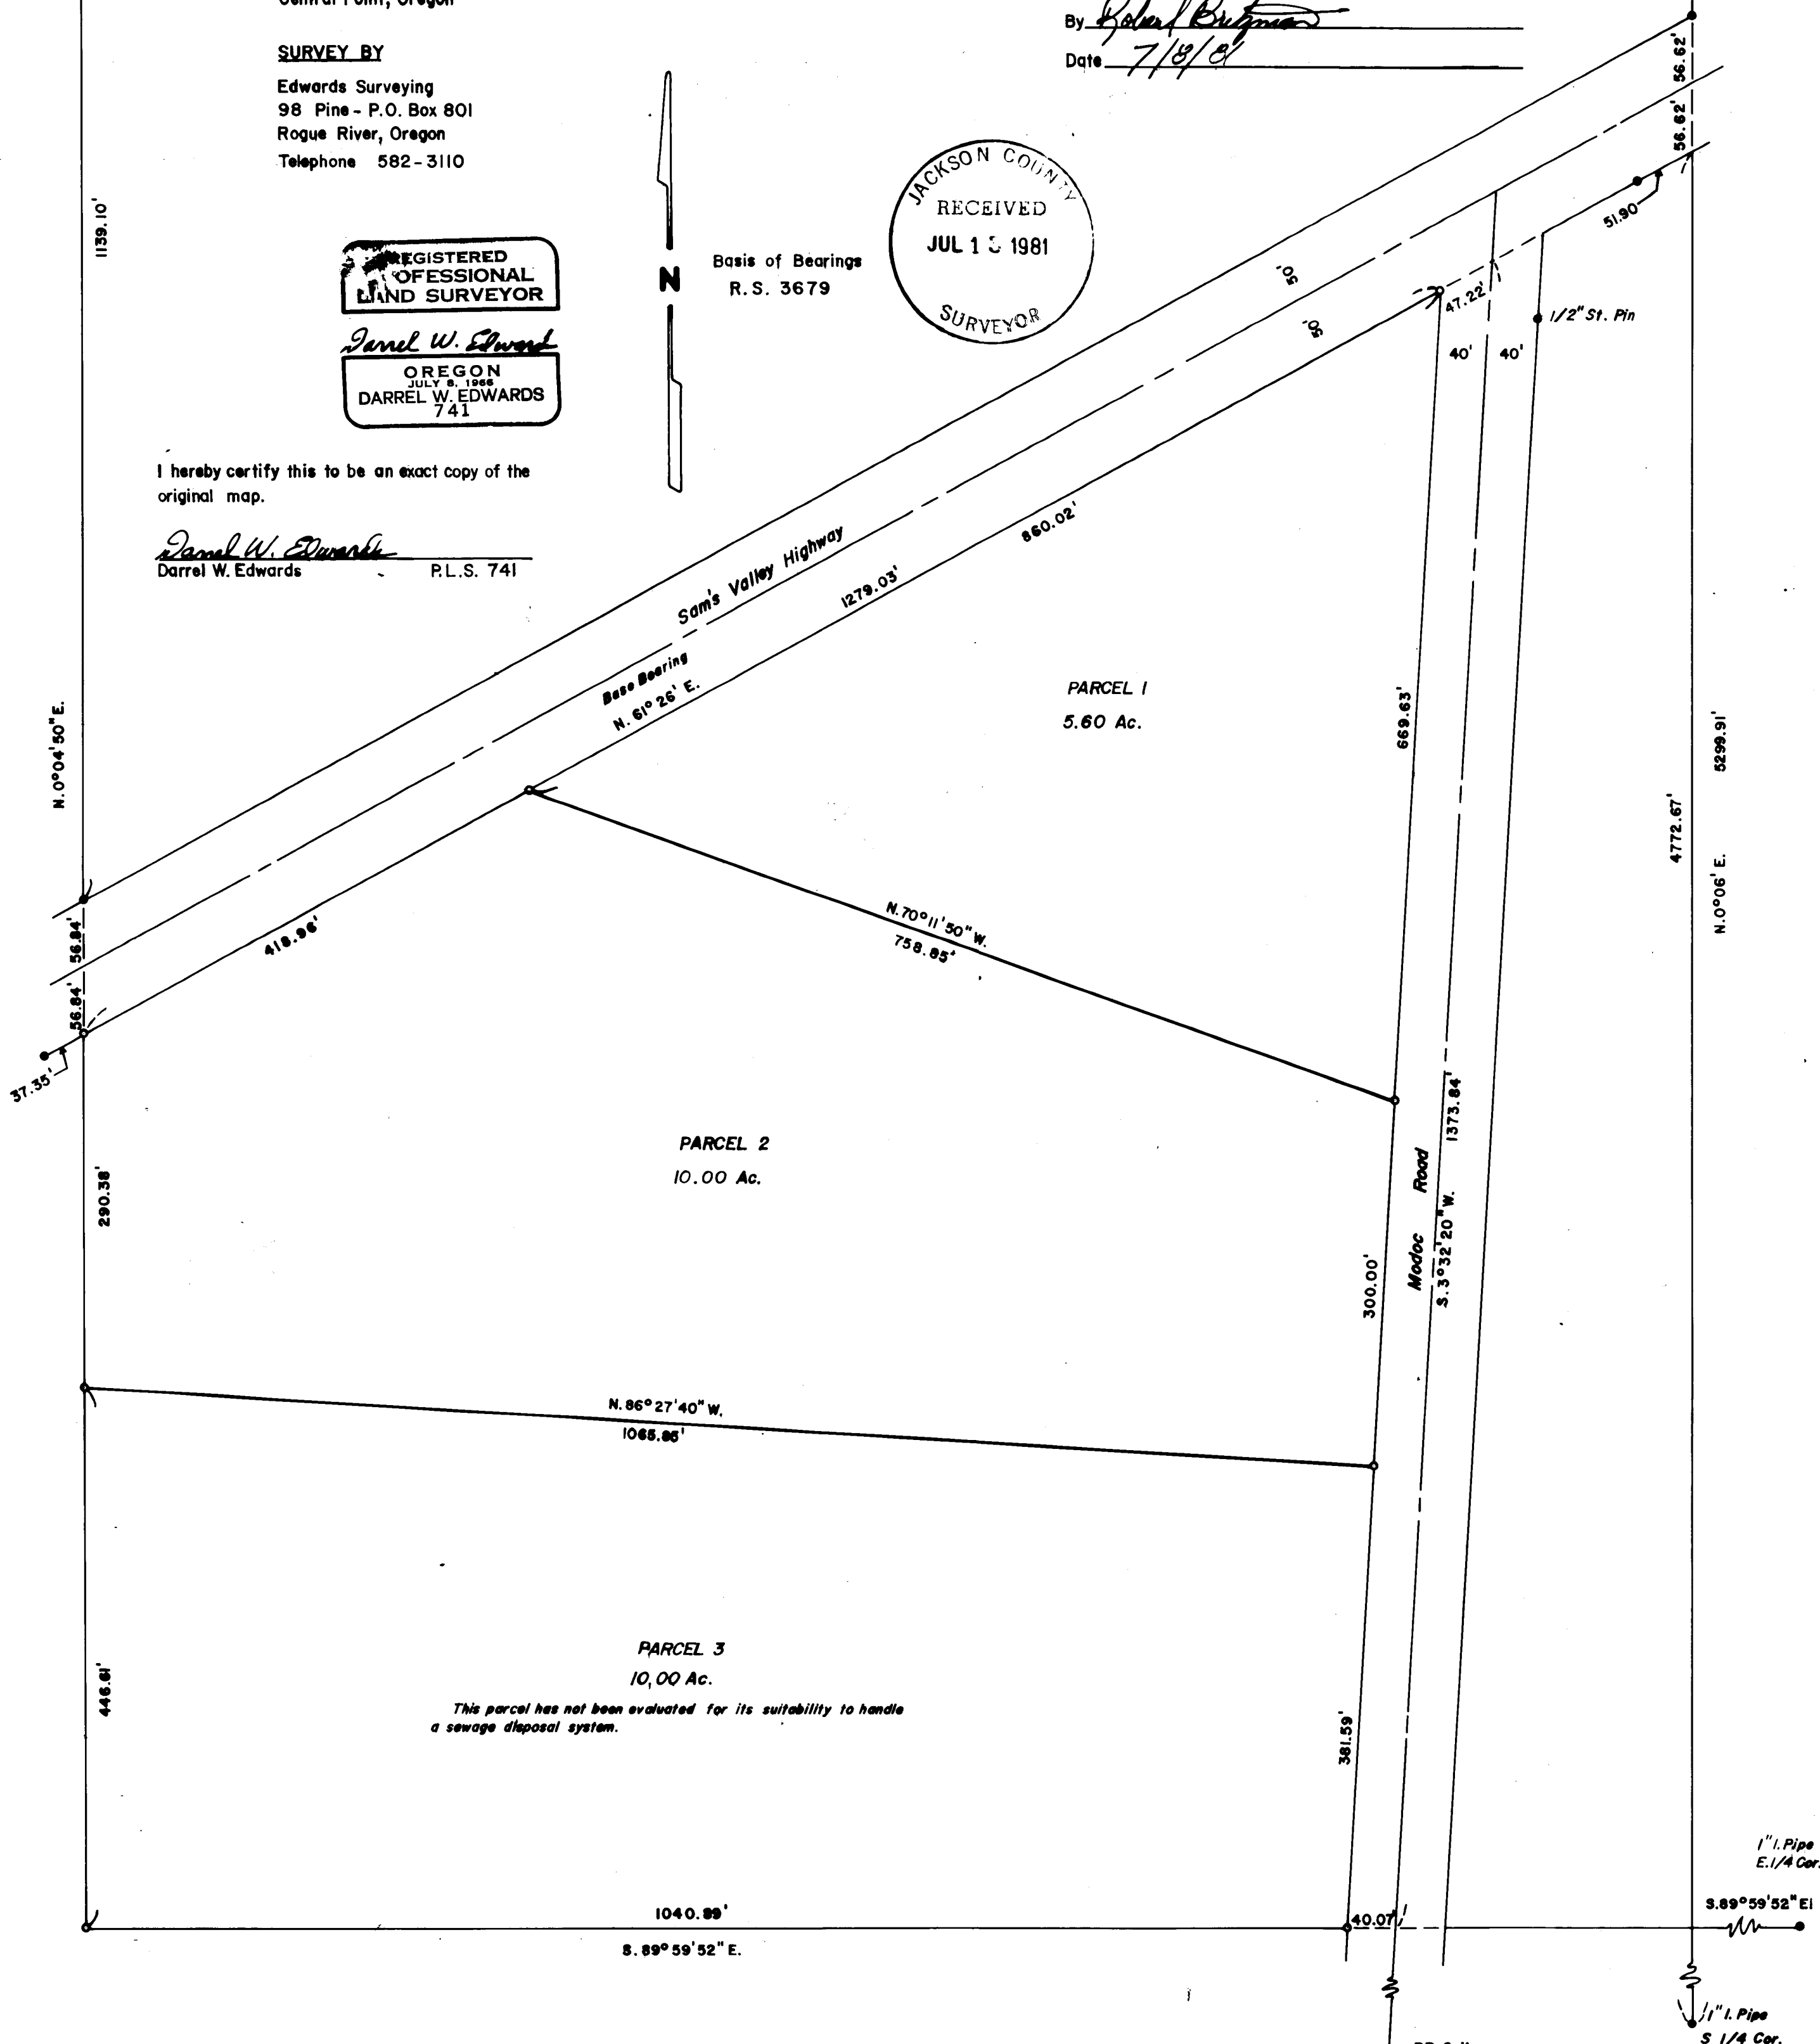 Central Point, Oregon
SURVEY BY
Edwards Surveying
98 Pine - P.O. Box 801
Rogue River, Oregon
Telephone 582-3110
By Robert
Date 7/8/81
56.62'
56.62'
51.90
1139.10'
REGISTERED
OFESSIONAL
LAND SURVEYOR
Darrel W. Edwards
OREGON
JULY 8, 1966
DARREL W. EDWARDS
741
N
Basis of Bearings
R.S. 3679
JACKSON COUNTY
RECEIVED
JUL 1 1981
SURVEYOR
50'
50'
47.22'
1/2" St. Pin
40'
40'
I hereby certify this to be an exact copy of the
original map.
Darrel W. Edwards
Darrel W. Edwards P.L.S. 741
Sam's Valley Highway
860.02'
1279.03'
Base Bearing
N. 61° 26' E.
N. 0°04'50" E.
PARCEL 1
5.60 Ac.
669.63'
5299.91'
4772.67'
N. 0°06' E.
N. 70°11'50" W.
758.85'
418.96'
56.84'
56.84'
37.35'
PARCEL 2
10.00 Ac.
290.38'
300.00'
Modoc Road
S. 3°32'20" W. 1373.84'
N. 86°27'40" W.
1065.85'
PARCEL 3
10,00 Ac.
This parcel has not been evaluated for its suitability to handle
a sewage disposal system.
446.61'
381.59'
1040.89'
40.07'
S. 89° 59' 52" E.
1" I. Pipe
E. 1/4 Cor.
S. 89° 59' 52" E
1" I. Pipe
S 1/4 Cor.